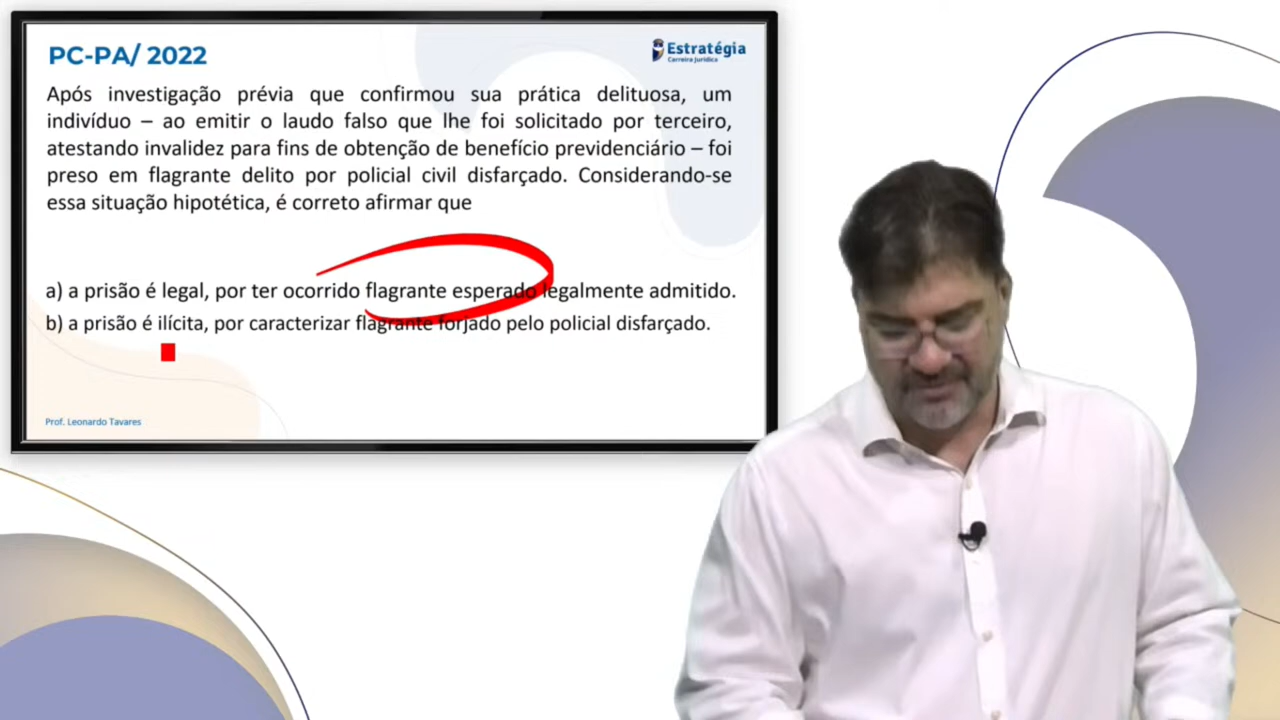 PC-PA/ 2022
Estratégia
Carreira Jurídica
Após investigação prévia que confirmou sua prática delituosa, um
indivíduo – ao emitir o laudo falso que lhe foi solicitado por terceiro,
atestando invalidez para fins de obtenção de benefício previdenciário – foi
preso em flagrante delito por policial civil disfarçado. Considerando-se
essa situação hipotética, é correto afirmar que
a) a prisão é legal, por ter ocorrido flagrante esperado legalmente admitido.
b) a prisão é ilícita, por caracterizar flagrante forjado pelo policial disfarçado.
Prof. Leonardo Tavares